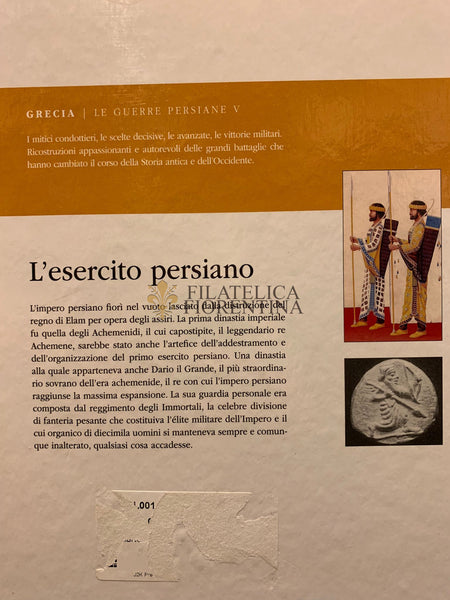 GRECIA | LE GUERRE PERSIANE V
I mitici condottieri, le scelte decisive, le avanzate, le vittorie militari.
Ricostruzioni appassionanti e autorevoli delle grandi battaglie che
hanno cambiato il corso della Storia antica e dell'Occidente.
L'esercito persiano
FILATELICA
FIORENTINA
L'impero persiano fiorì nel vuoto lasciato dalla distruzione del
regno di Elam per opera degli assiri. La prima dinastia imperiale
fu quella degli Achemenidi, il cui capostipite, il leggendario re
Achemene, sarebbe stato anche l'artefice dell'addestramento e
dell'organizzazione del primo esercito persiano. Una dinastia
alla quale apparteneva anche Dario il Grande, il più straordina-
rio sovrano dell'era achemenide, il re con cui l'impero persiano
raggiunse la massima espansione. La sua guardia personale era
composta dal reggimento degli Immortali, la celebre divisione
di fanteria pesante che costituiva l'élite militare dell'Impero e il
cui organico di diecimila uomini si manteneva sempre e comun-
que inalterato, qualsiasi cosa accadesse.
.001